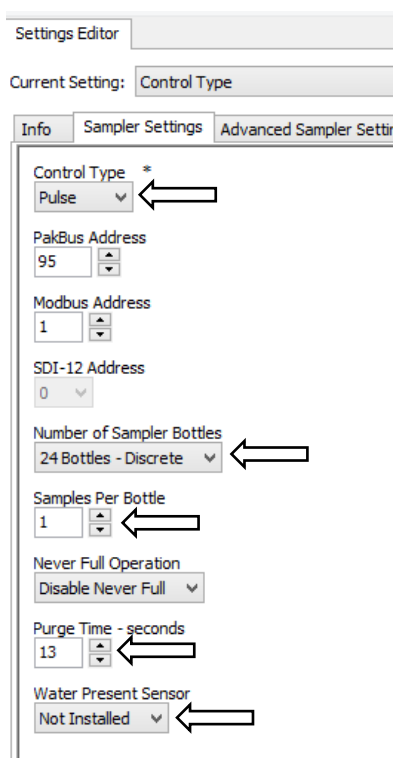 Settings Editor
Current Setting: Control Type
Info Sampler Settings Advanced Sampler
Control Type *
Pulse
PakBus Address
95
Modbus Address
1
SDI-12 Address
0
Number of Sampler Bottles
24 Bottles - Discrete
Samples Per Bottle
1
Never Full Operation
Disable Never Full
Purge Time - seconds
13
Water Present Sensor
Not Installed